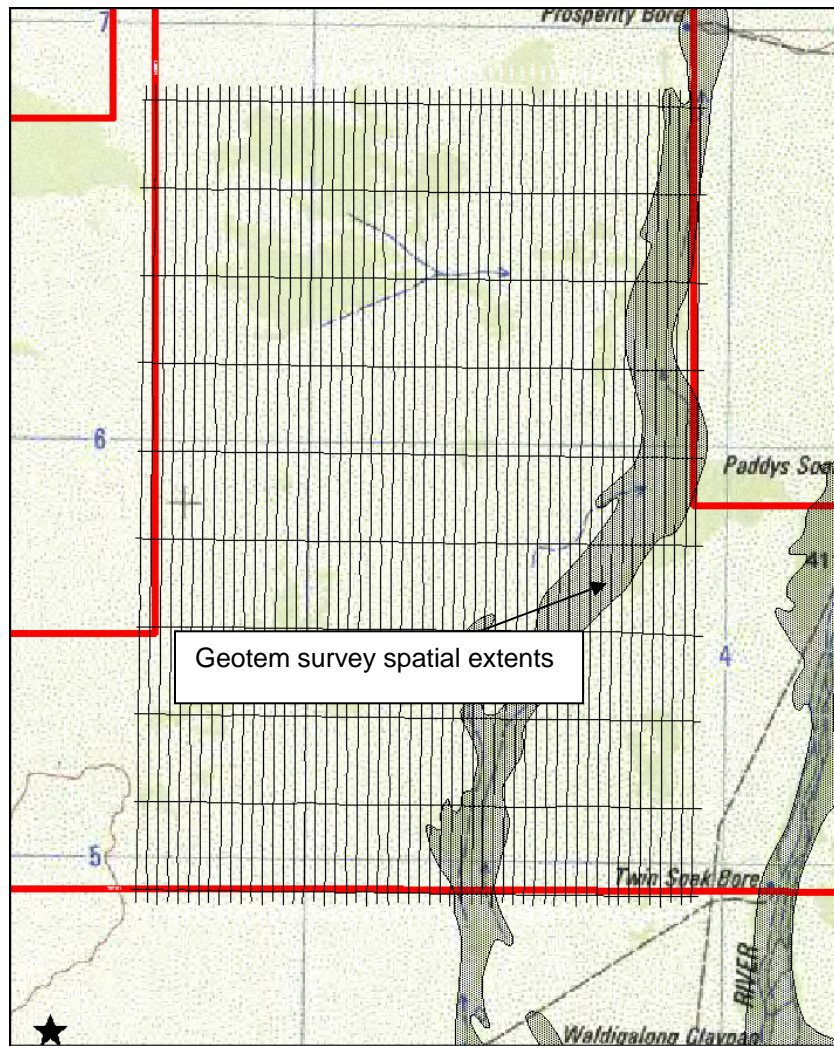 Prosperity Bore
7
6
Paddys Soa
41
Geotem survey spatial extents
4
5
Twin Soak Bore
RIVER
Waldigalong Claypan